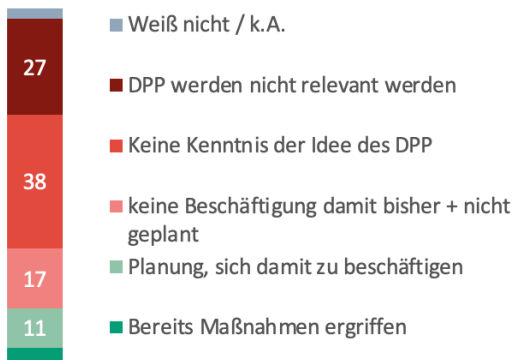 Weiß nicht / k.A.
27
DPP werden nicht relevant werden
Keine Kenntnis der Idee des DPP
38
keine Beschäftigung damit bisher + nicht
geplant
17
Planung, sich damit zu beschäftigen
11
Bereits Maßnahmen ergriffen